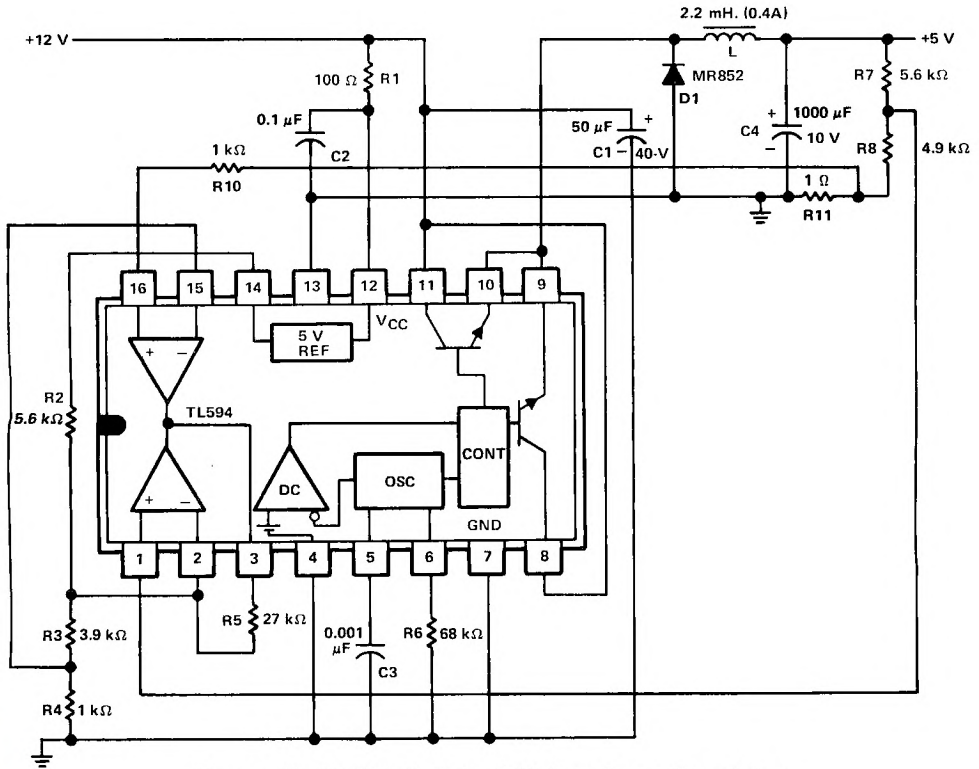 2.2 mH. (0.4A)
+12 V
+5 V
L
100 Ω R1
MR852
D1
R7 5.6 kΩ
0.1 μF
C2
50 μF +
C1 − 40-V
+ 1000 μF
C4 10 V
−
R8 4.9 kΩ
1 kΩ
R10
1 Ω
R11
16 15 14 13 12 11 10 9
VCC
5 V
REF
+ −
R2
5.6 kΩ
TL594
CONT
DC
OSC
+ −
GND
1 2 3 4 5 6 7 8
R3 3.9 kΩ
R5 27 kΩ
0.001
μF
C3
R6 68 kΩ
R4 1 kΩ